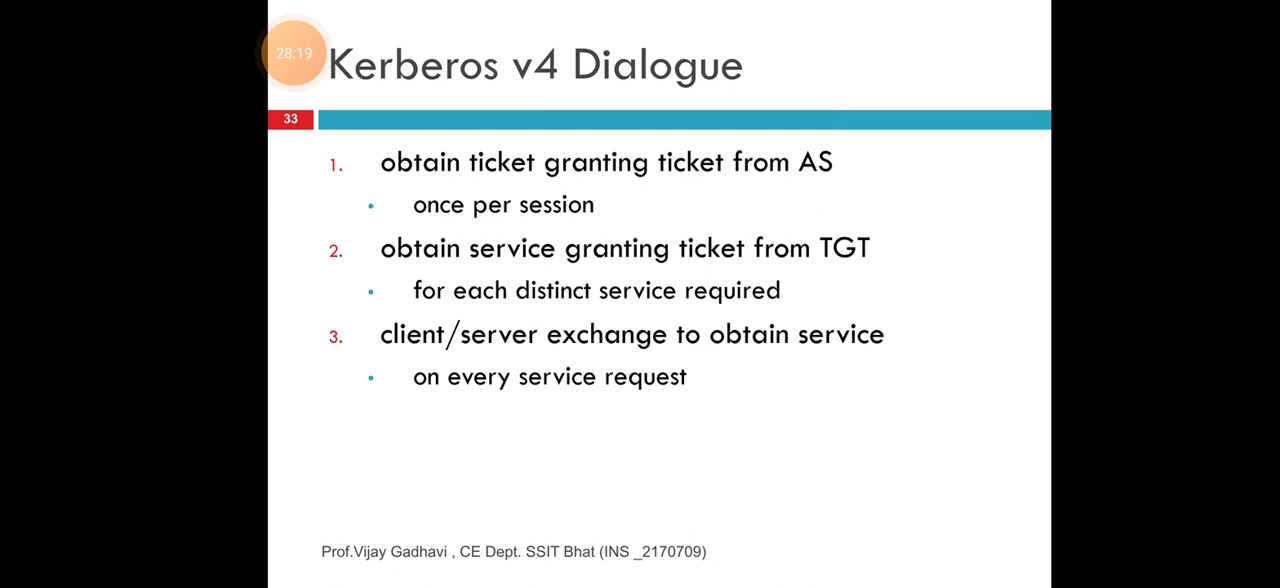 28:19
Kerberos v4 Dialogue
33
1. obtain ticket granting ticket from AS
• once per session
2. obtain service granting ticket from TGT
• for each distinct service required
3. client/server exchange to obtain service
• on every service request
Prof.Vijay Gadhavi , CE Dept. SSIT Bhat (INS _2170709)